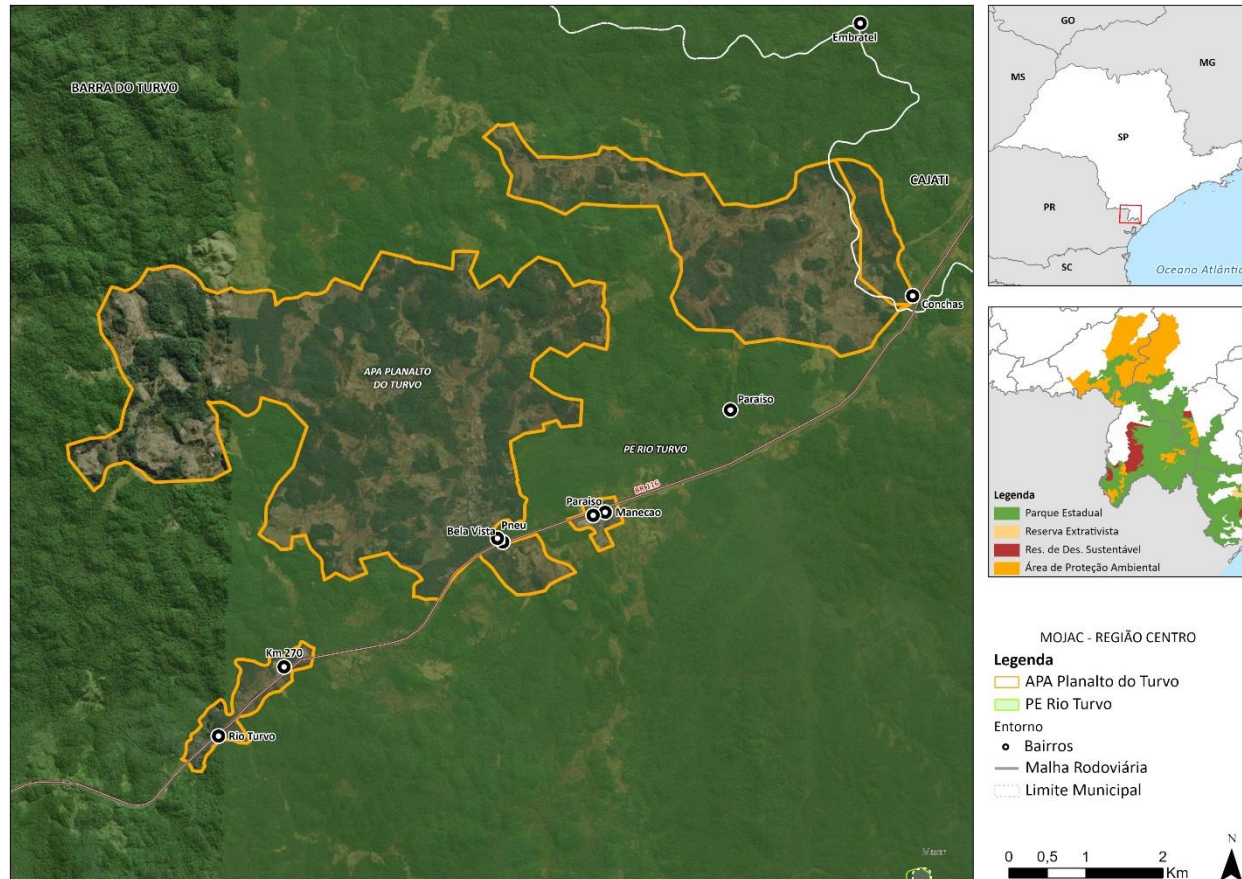 Embratel
BARRA DO TURVO
CAJATI
Conchas
APA PLANALTO
DO TURVO
Paraíso
PE RIO TURVO
BR 116
Paraiso
Manecao
Bela Vista
Pneu
Km 270
Rio Turvo
GO
MS
MG
SP
PR
SC
Oceano Atlântic
Legenda
Parque Estadual
Reserva Extrativista
Res. de Des. Sustentável
Área de Proteção Ambiental
MOJAC - REGIÃO CENTRO
Legenda
APA Planalto do Turvo
PE Rio Turvo
Entorno
Bairros
Malha Rodoviária
Limite Municipal
N
0 0,5 1 2
Km